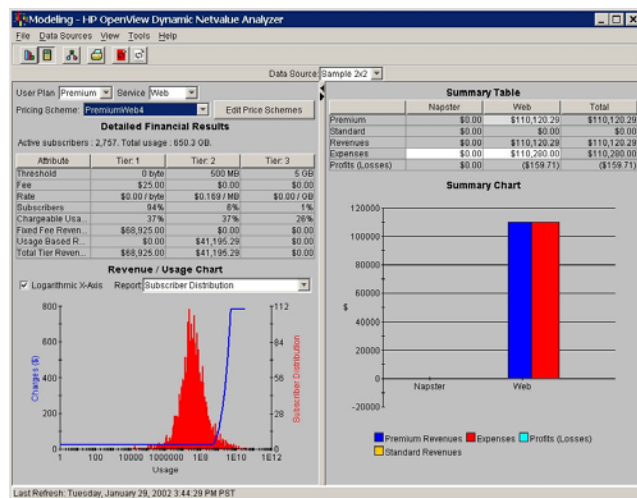 Modeling - HP OpenView Dynamic Netvalue Analyzer
File Data Sources View Tools Help
Data Source: Sample 2x2
User Plan Premium Service Web
Pricing Scheme: PremiumWeb4 Edit Price Schemes
Detailed Financial Results
Active subscribers : 2,757. Total usage : 650.3 GB.
Attribute Tier: 1 Tier: 2 Tier: 3
Threshold 0 byte 500 MB 5 GB
Fee $25.00 $0.00 $0.00
Rate $0.00 / byte $0.169 / MB $0.00 / GB
Subscribers 94% 6% 1%
Chargeable Usa... 37% 37% 26%
Fixed Fee Reven... $68,925.00 $0.00 $0.00
Usage Based R... $0.00 $41,195.29 $0.00
Total Tier Reven... $68,925.00 $41,195.29 $0.00
Revenue / Usage Chart
Logarithmic X-Axis Report: Subscriber Distribution
800
600
400
200
0
Charges ($)
112
84
56
28
0
Subscriber Distribution
1 100 10000 1000000 1E8 1E10 1E12
Usage
Summary Table
Napster Web Total
Premium $0.00 $110,120.29 $110,120.29
Standard $0.00 $0.00 $0.00
Revenues $0.00 $110,120.29 $110,120.29
Expenses $0.00 $110,280.00 $110,280.00
Profits (Losses) $0.00 ($159.71) ($159.71)
Summary Chart
120000
100000
80000
60000
40000
20000
0
-20000
$
Napster Web
Premium Revenues Expenses Profits (Losses)
Standard Revenues
Last Refresh: Tuesday, January 29, 2002 3:44:29 PM PST